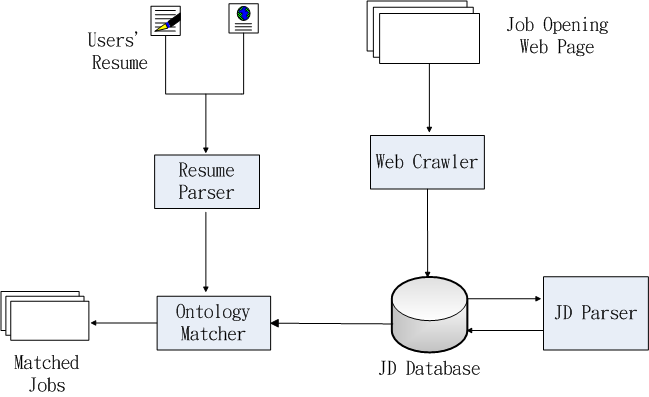 Users'
Resume
Job Opening
Web Page
Resume
Parser
Web Crawler
Ontology
Matcher
JD Parser
Matched
Jobs
JD Database